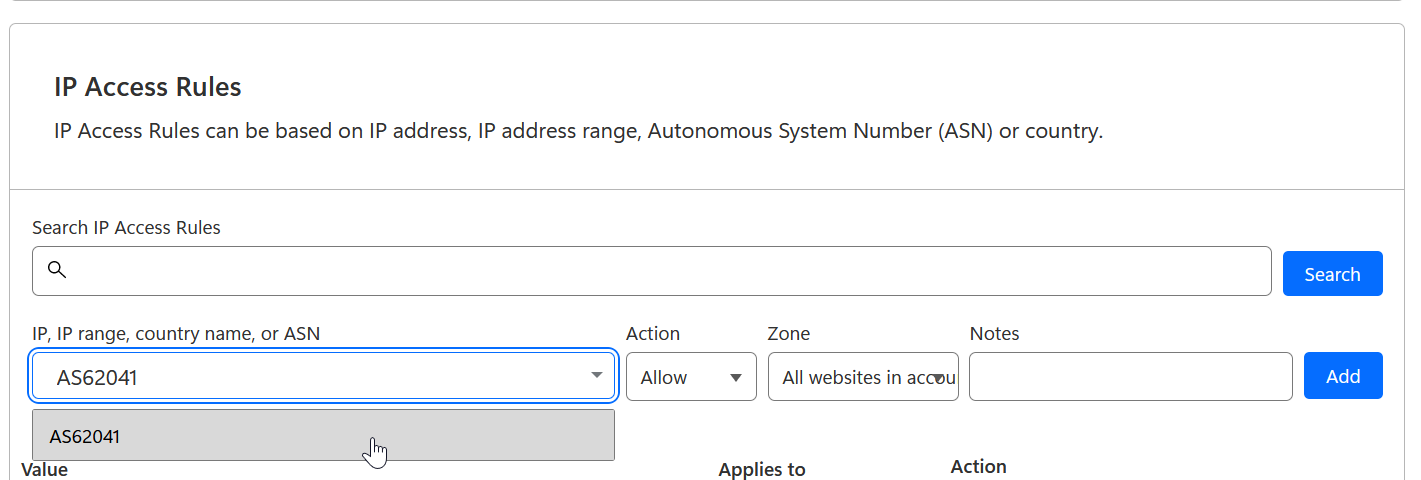 IP Access Rules
IP Access Rules can be based on IP address, IP address range, Autonomous System Number (ASN) or country.
Search IP Access Rules
Search
IP, IP range, country name, or ASN Action Zone Notes
AS62041 Allow All websites in accou Add
AS62041
Value Applies to Action